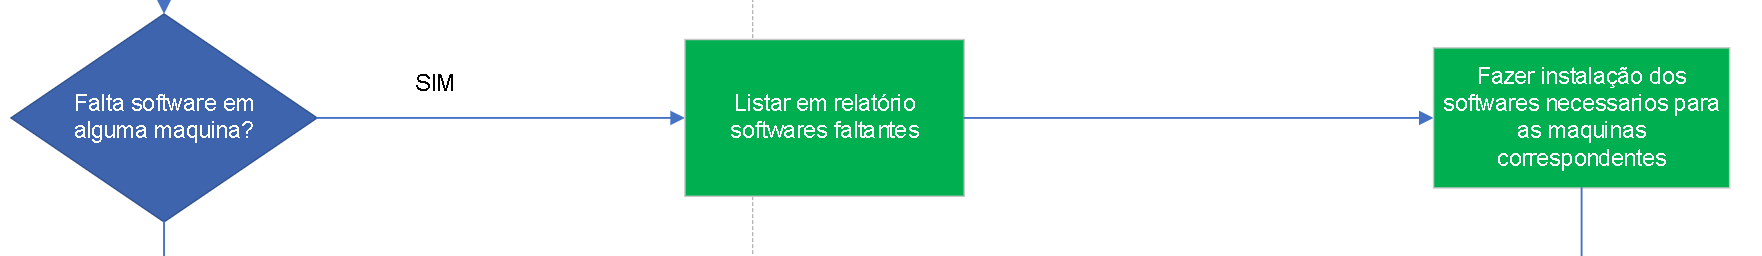 Falta software em
alguma maquina?
SIM
Listar em relatório
softwares faltantes
Fazer instalação dos
softwares necessarios para
as maquinas
correspondentes